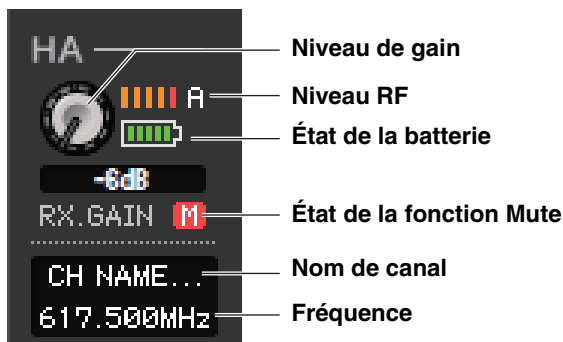 HA
Niveau de gain
A
Niveau RF
État de la batterie
-6dB
RX.GAIN M
État de la fonction Mute
CH NAME...
Nom de canal
617.500MHz
Fréquence